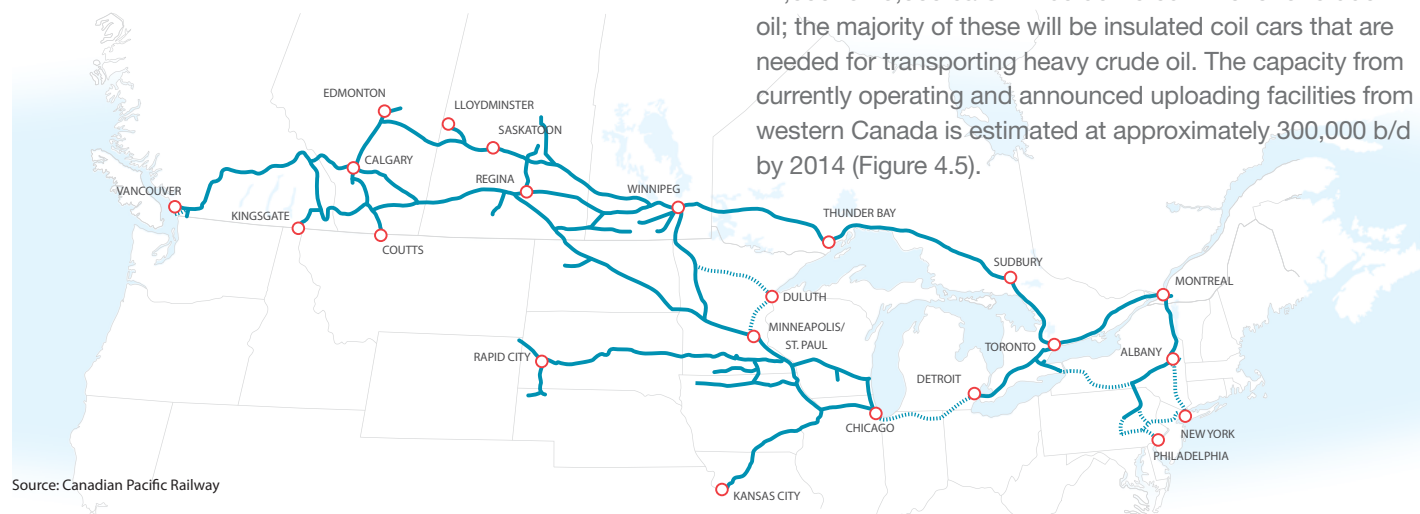 oil; the majority of these will be insulated coil cars that are
needed for transporting heavy crude oil. The capacity from
currently operating and announced uploading facilities from
western Canada is estimated at approximately 300,000 b/d
by 2014 (Figure 4.5).
EDMONTON
LLOYDMINSTER
SASKATOON
CALGARY
REGINA
WINNIPEG
VANCOUVER
KINGSGATE
COUTTS
THUNDER BAY
SUDBURY
MONTREAL
DULUTH
MINNEAPOLIS/
ST. PAUL
TORONTO
ALBANY
RAPID CITY
DETROIT
CHICAGO
NEW YORK
PHILADELPHIA
KANSAS CITY
Source: Canadian Pacific Railway